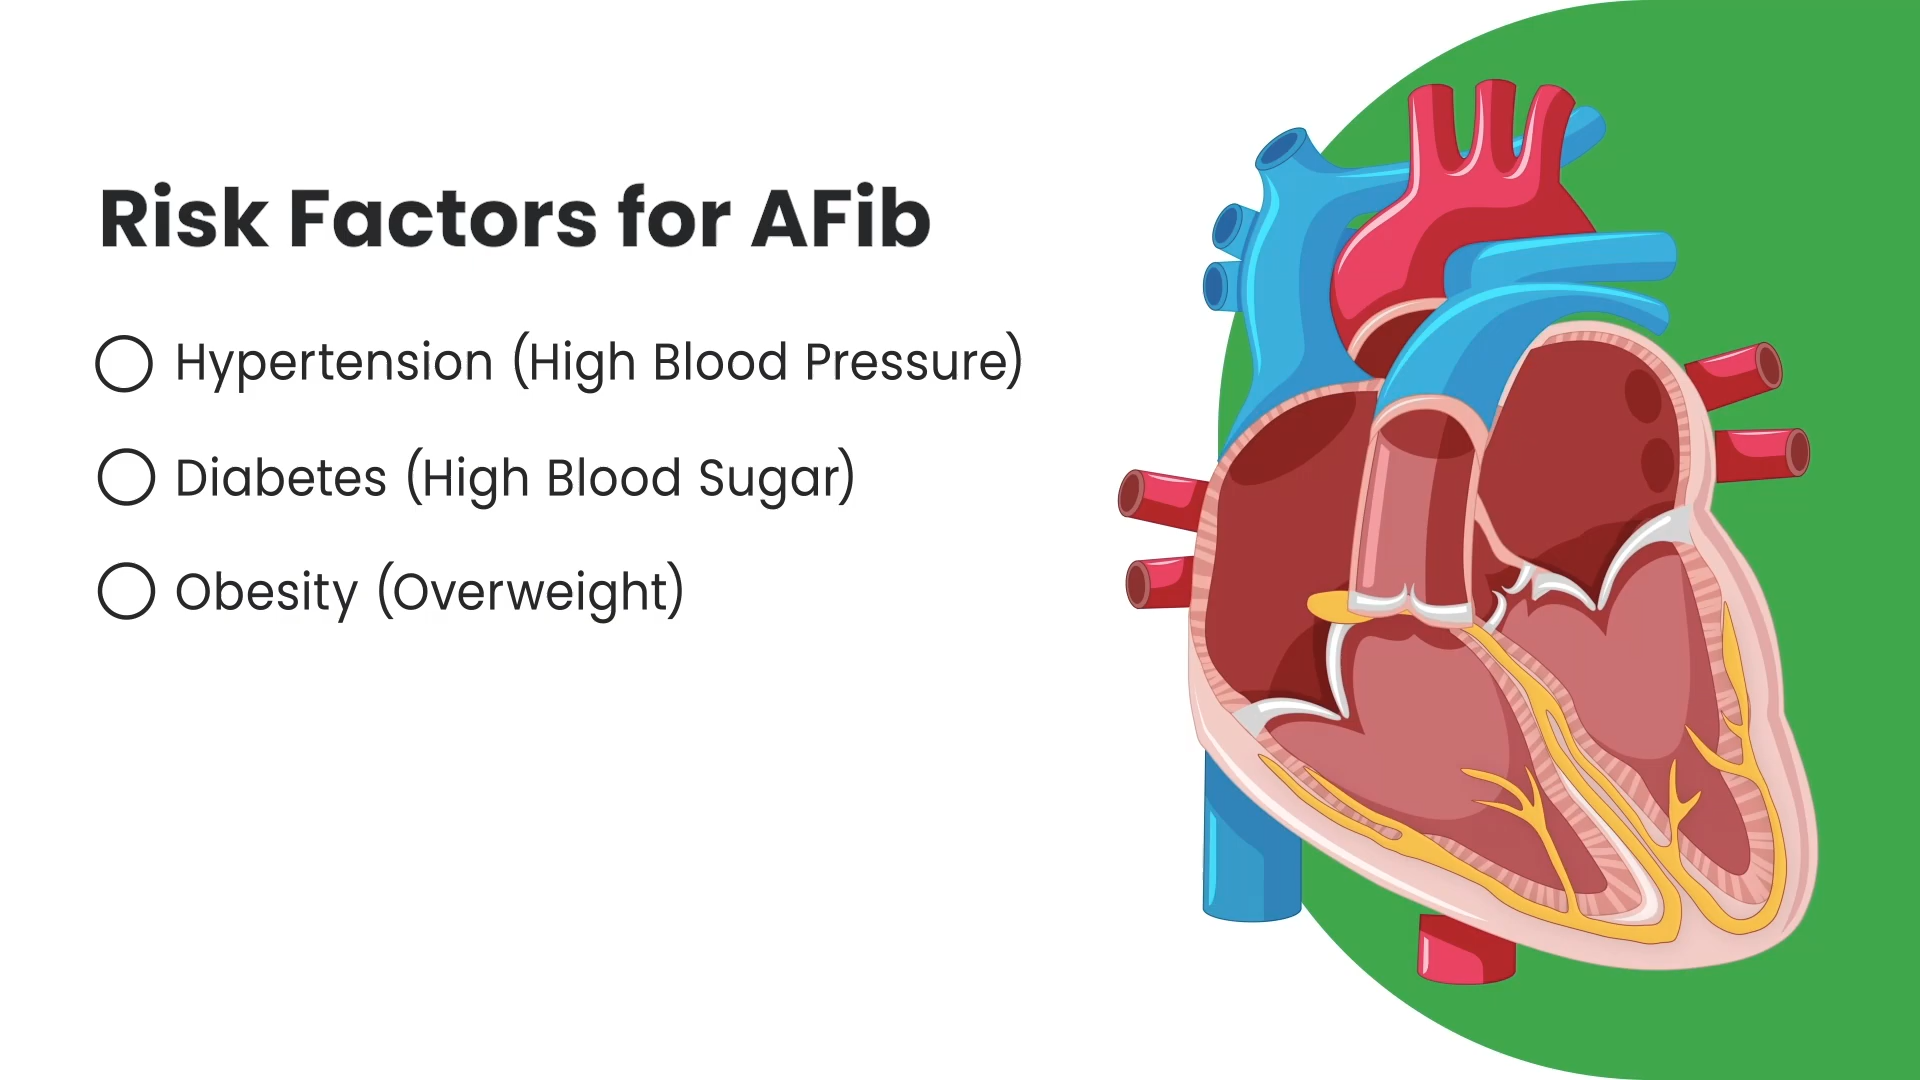 Risk Factors for AFib
Hypertension (High Blood Pressure)
Diabetes (High Blood Sugar)
Obesity (Overweight)